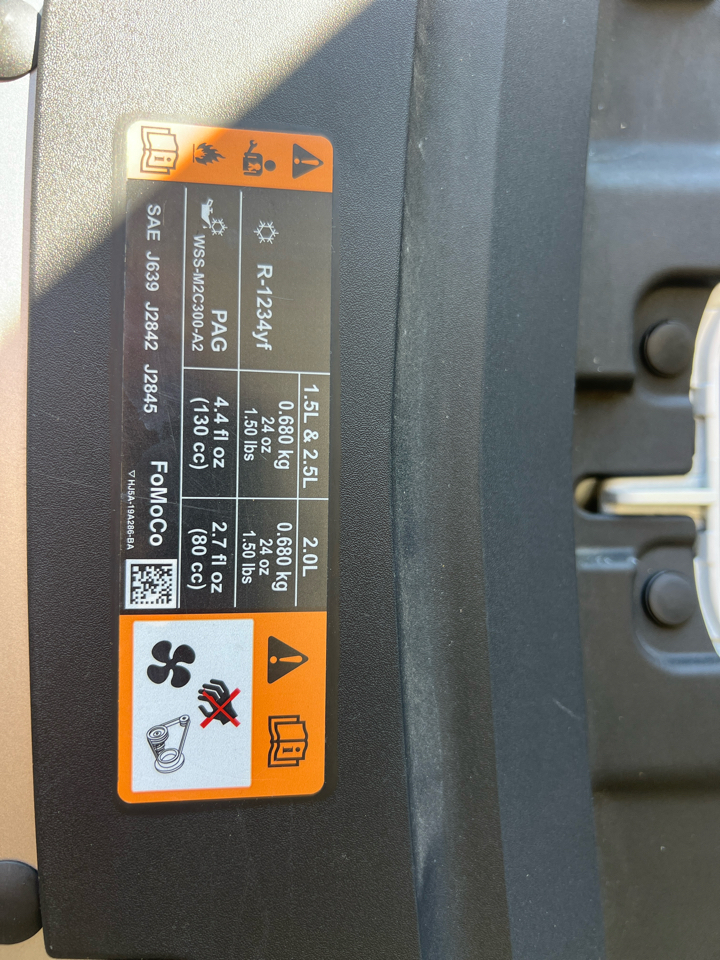 1.5L & 2.5L
2.0L
R-1234yf
0.680 kg
24 oz
1.50 lbs
0.680 kg
24 oz
1.50 lbs
PAG
WSS-M2C300-A2
4.4 fl oz
(130 cc)
2.7 fl oz
(80 cc)
SAE J639 J2842 J2845
FoMoCo
HJ5A-19A286-BA